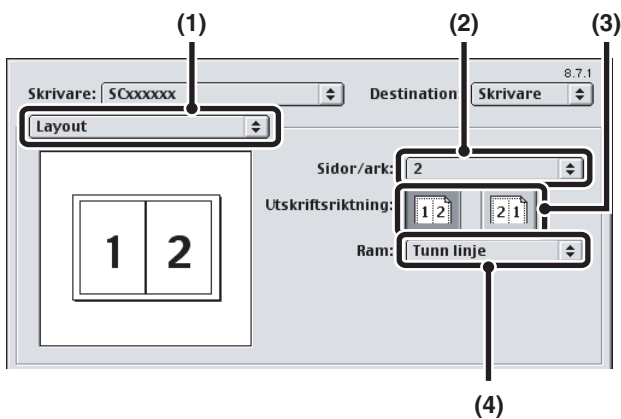 (1) (2) (3)
8.7.1
Skrivare: SCxxxxxx Destination: Skrivare
Layout
Sidor/ark: 2
Utskriftsriktning: 1 2 2 1
1 2
Ram: Tunn linje
(4)